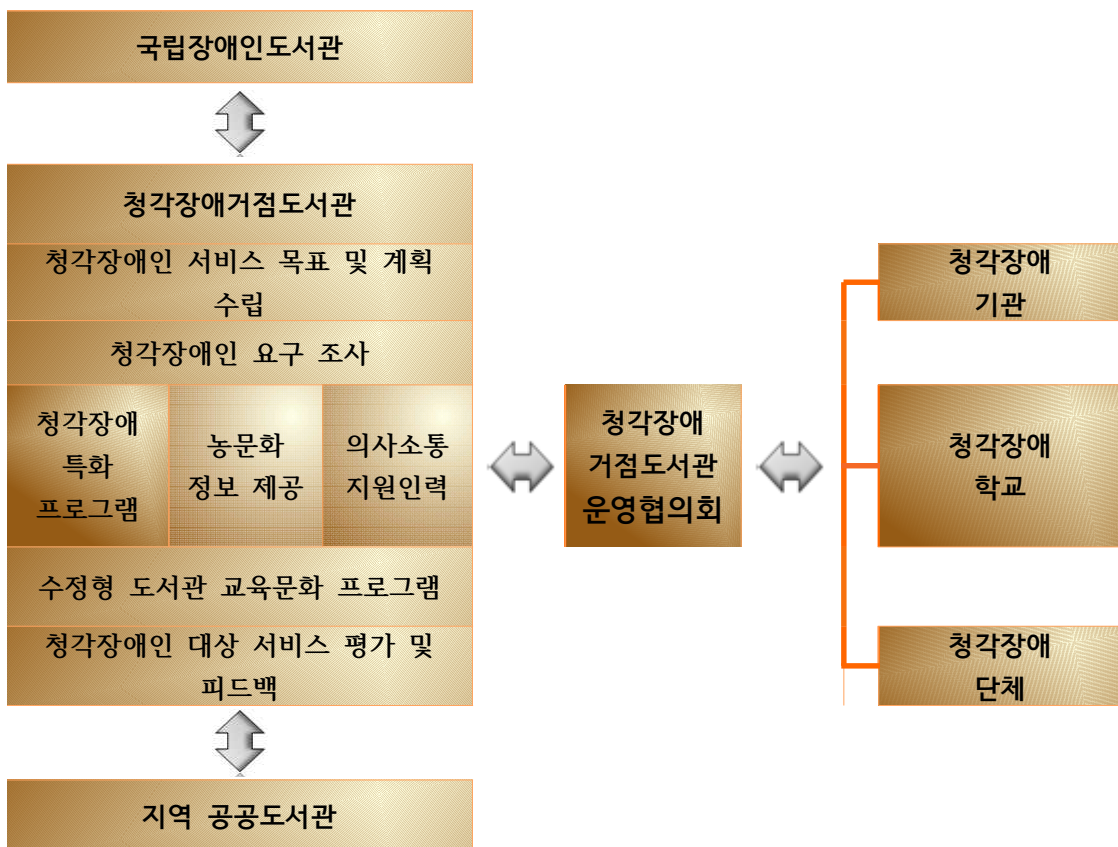 국립장애인도서관
청각장애거점도서관
청각장애인 서비스 목표 및 계획
수립
청각장애인 요구 조사
청각장애
특화
프로그램
농문화
정보 제공
의사소통
지원인력
수정형 도서관 교육문화 프로그램
청각장애인 대상 서비스 평가 및
피드백
지역 공공도서관
청각장애
거점도서관
운영협의회
청각장애
기관
청각장애
학교
청각장애
단체